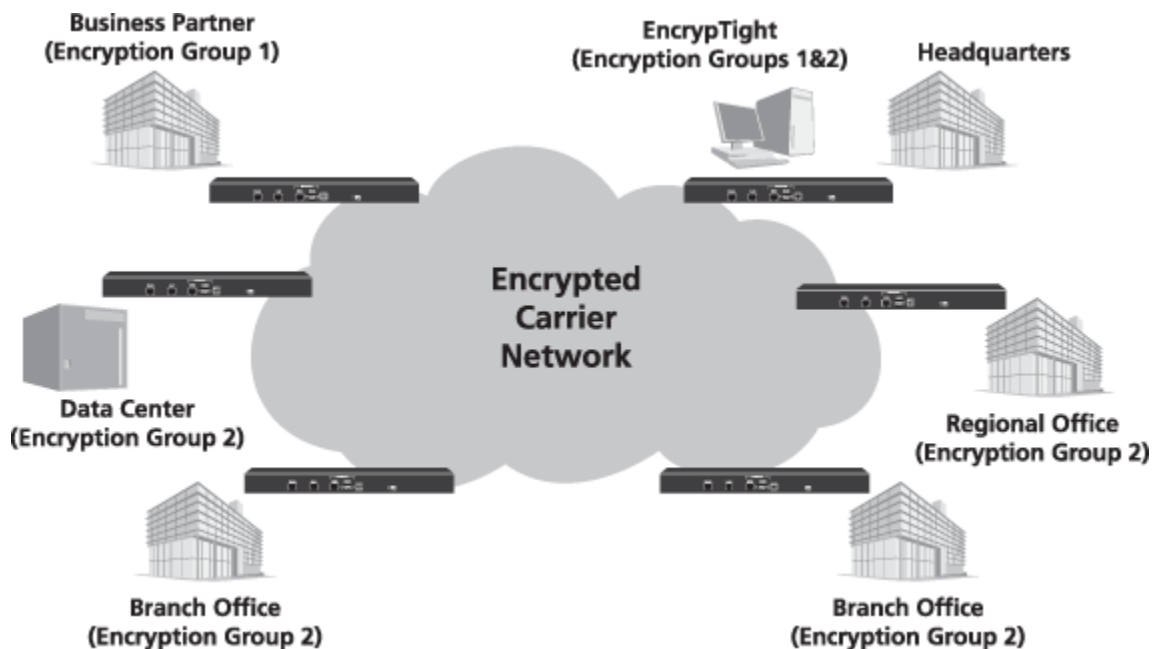 Business Partner
(Encryption Group 1)
EncrypTight
(Encryption Groups 1&2)
Headquarters
Encrypted
Carrier
Network
Data Center
(Encryption Group 2)
Regional Office
(Encryption Group 2)
Branch Office
(Encryption Group 2)
Branch Office
(Encryption Group 2)